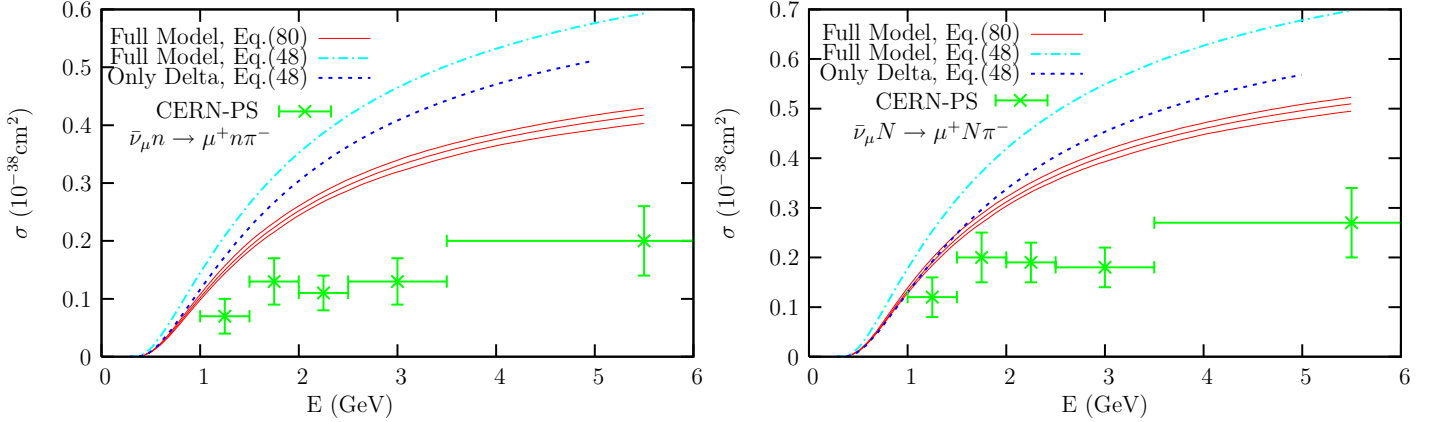 0.6
0.5
0.4
0.3
0.2
0.1
0
σ (10⁻³⁸cm²)
Full Model, Eq.(80)
Full Model, Eq.(48)
Only Delta, Eq.(48)
CERN-PS
ν̄_μ n → μ⁺nπ⁻
0 1 2 3 4 5 6
E (GeV)
0.7
0.6
0.5
0.4
0.3
0.2
0.1
0
σ (10⁻³⁸cm²)
Full Model, Eq.(80)
Full Model, Eq.(48)
Only Delta, Eq.(48)
CERN-PS
ν̄_μ N → μ⁺Nπ⁻
0 1 2 3 4 5 6
E (GeV)